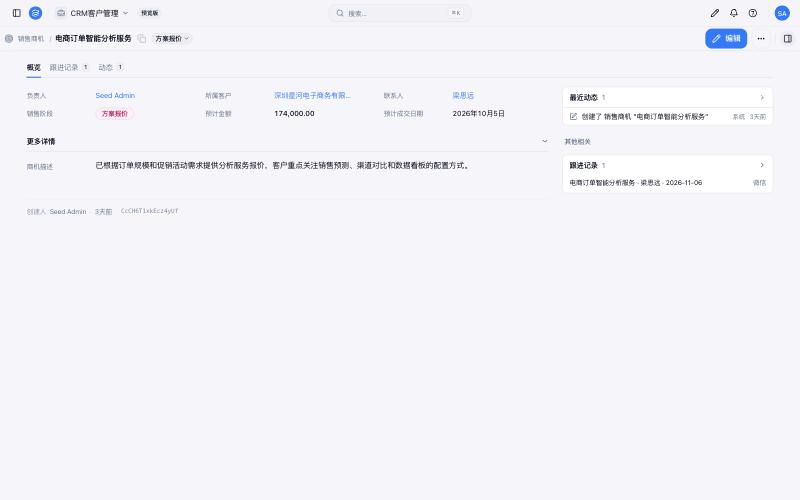 CRM客户管理 预览版 搜索... ⌘K SA
销售商机 / 电商订单智能分析服务 方案报价 编辑
概览 跟进记录 1 动态 1
负责人 Seed Admin 所属客户 深圳星河电子商务有限... 联系人 梁思远
销售阶段 方案报价 预计金额 174,000.00 预计成交日期 2026年10月5日
更多详情
商机描述 已根据订单规模和促销活动需求提供分析服务报价，客户重点关注销售预测、渠道对比和数据看板的配置方式。
创建人 Seed Admin · 3天前 CcCH6T1xkEcz4yUf
最近动态 1
创建了 销售商机 "电商订单智能分析服务" 系统 3天前
其他相关
跟进记录 1
电商订单智能分析服务 · 梁思远 · 2026-11-06 微信